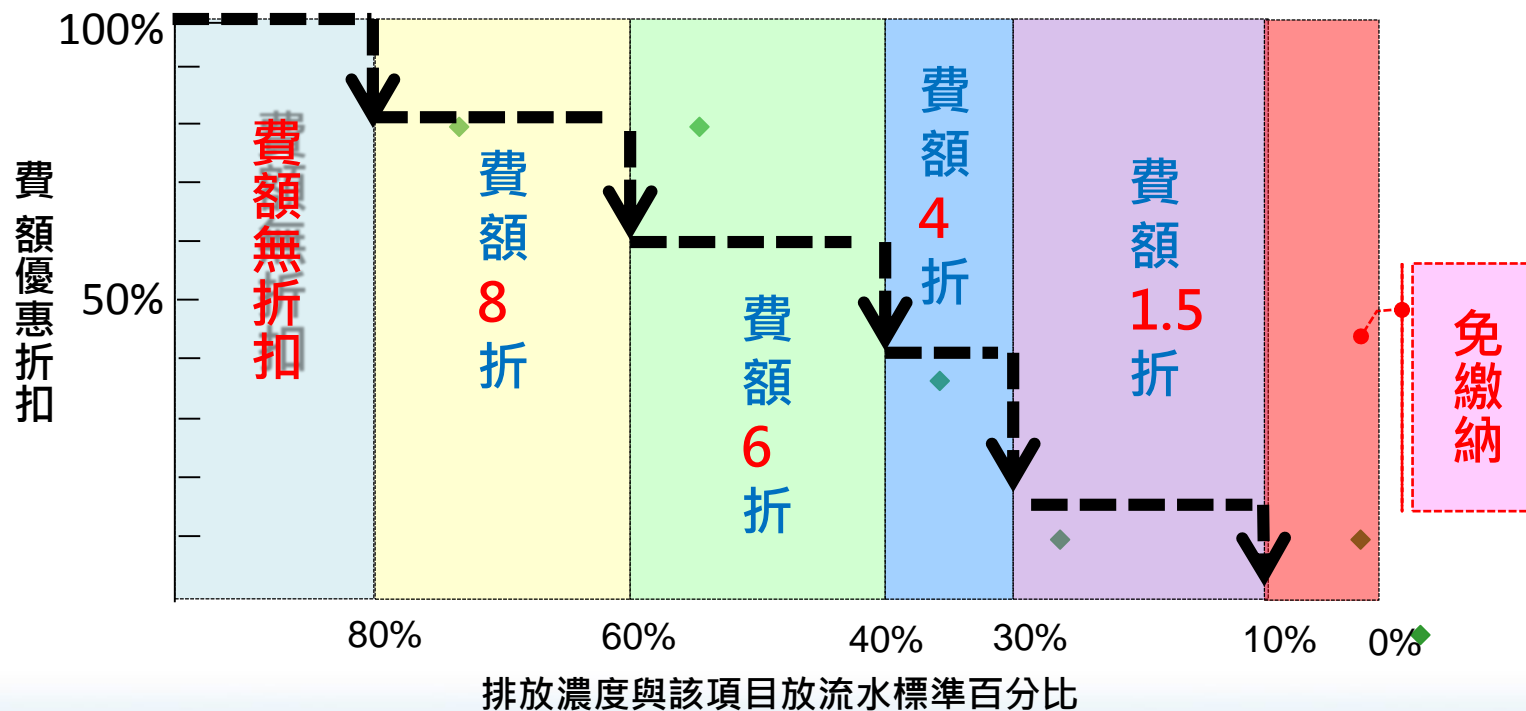 費額優惠折扣
100%
50%
費額無折扣
費額8折
費額6折
費額4折
費額1.5折
免繳納
80%
60%
40%
30%
10%
0%
排放濃度與該項目放流水標準百分比